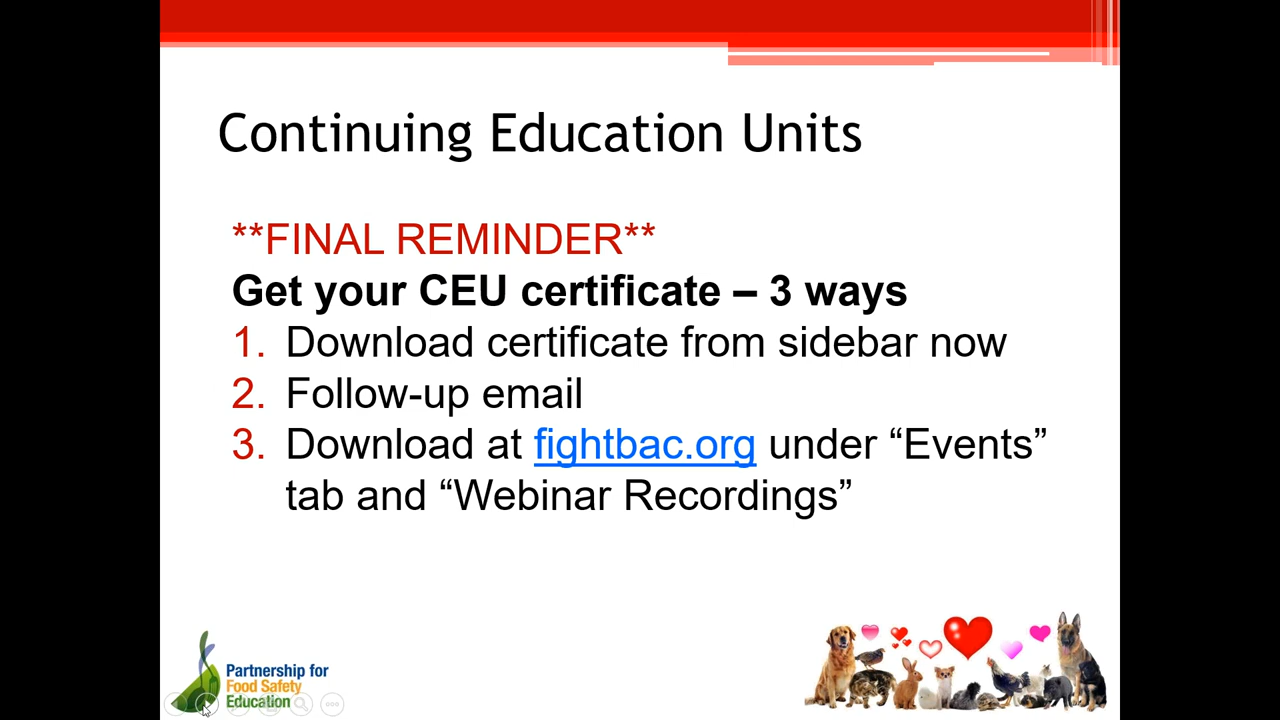 Continuing Education Units
**FINAL REMINDER**
Get your CEU certificate – 3 ways
1. Download certificate from sidebar now
2. Follow-up email
3. Download at fightbac.org under “Events”
tab and “Webinar Recordings”
Partnership for
Food Safety
Education